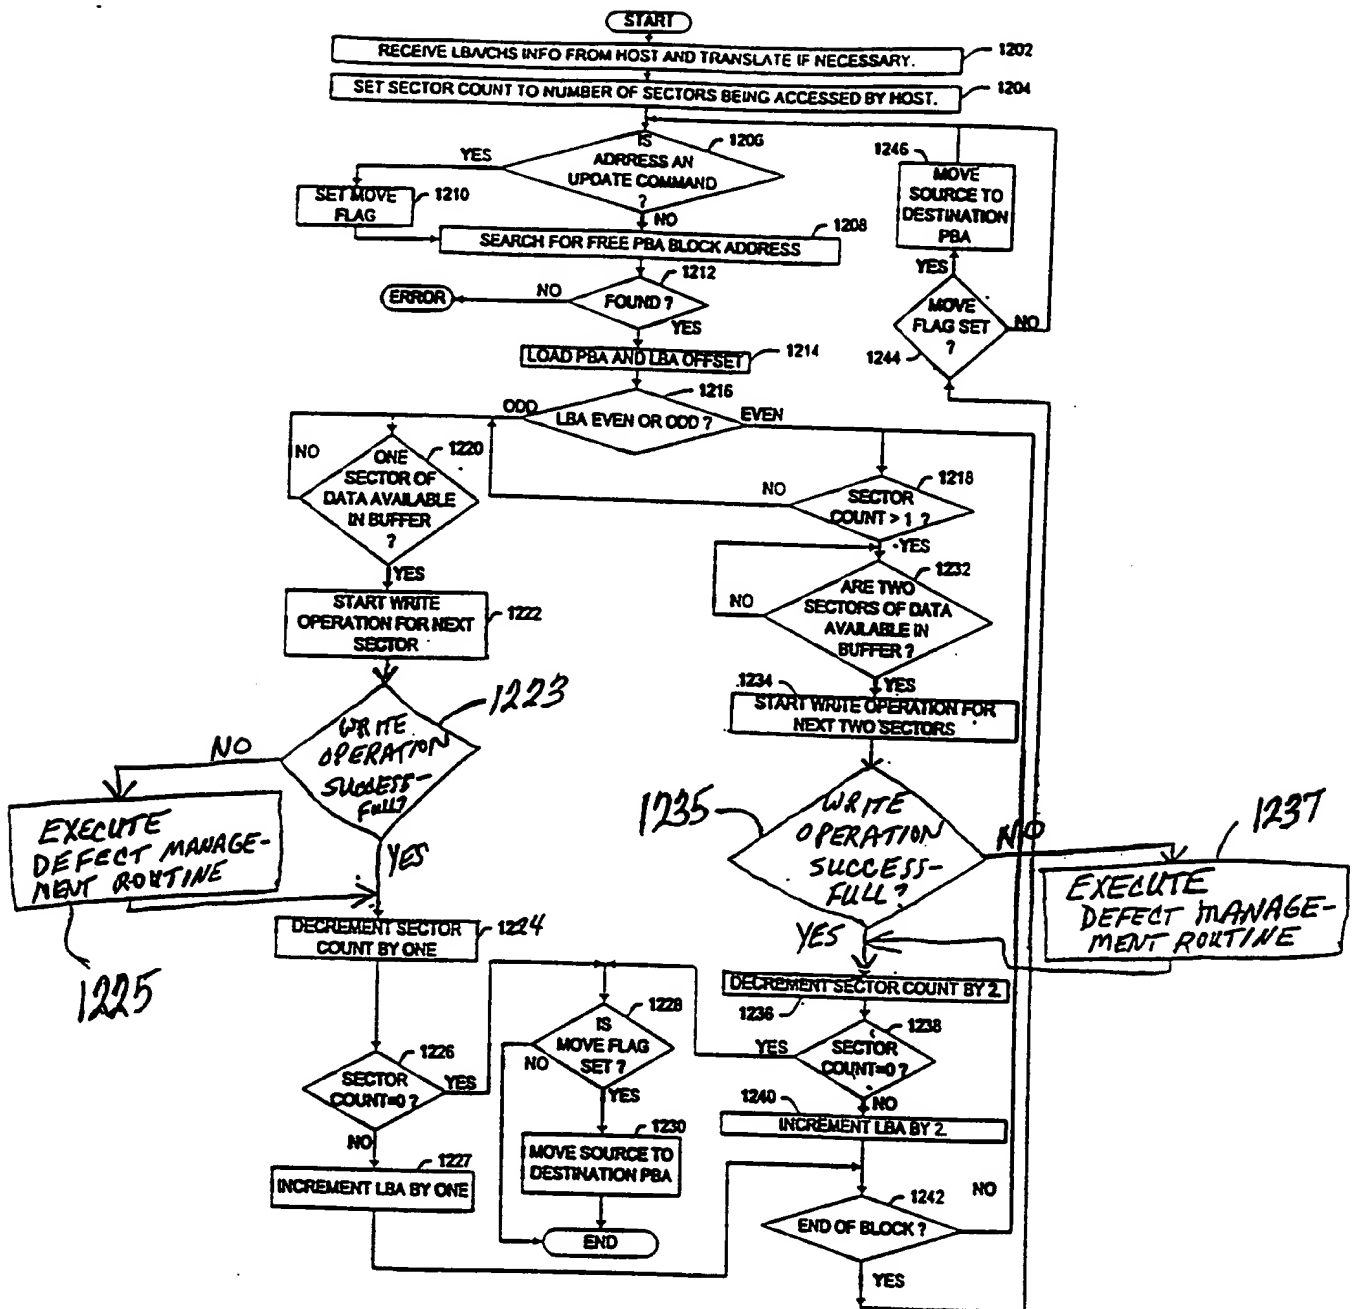 START
RECEIVE LBA/CHS INFO FROM HOST AND TRANSLATE IF NECESSARY.
1202
SET SECTOR COUNT TO NUMBER OF SECTORS BEING ACCESSED BY HOST.
1204
IS
ADRRESS AN
UPDATE COMMAND
?
1206
YES
NO
SET MOVE
FLAG
1210
1246
MOVE
SOURCE TO
DESTINATION
PBA
SEARCH FOR FREE PBA BLOCK ADDRESS
1208
YES
FOUND ?
1212
NO
ERROR
YES
MOVE
FLAG SET
?
NO
1244
LOAD PBA AND LBA OFFSET
1214
LBA EVEN OR ODD ?
1216
ODD
EVEN
ONE
SECTOR OF
DATA AVAILABLE
IN BUFFER
?
1220
NO
YES
SECTOR
COUNT > 1 ?
1218
NO
YES
START WRITE
OPERATION FOR NEXT
SECTOR
1222
ARE TWO
SECTORS OF DATA
AVAILABLE IN
BUFFER ?
1232
NO
YES
1234
START WRITE OPERATION FOR
NEXT TWO SECTORS
WRITE
OPERATION
SUCCESS-
FULL?
1223
NO
YES
EXECUTE
DEFECT MANAGE-
MENT ROUTINE
1225
1235
WRITE
OPERATION
SUCCESS-
FULL?
NO
YES
1237
EXECUTE
DEFECT MANAGE-
MENT ROUTINE
DECREMENT SECTOR
COUNT BY ONE
1224
DECREMENT SECTOR COUNT BY 2.
1236
IS
MOVE FLAG
SET ?
1228
NO
YES
SECTOR
COUNT=0 ?
1238
YES
NO
SECTOR
COUNT=0 ?
1226
YES
NO
1240
INCREMENT LBA BY 2.
1230
MOVE SOURCE TO
DESTINATION PBA
1227
INCREMENT LBA BY ONE
END OF BLOCK ?
1242
NO
YES
END